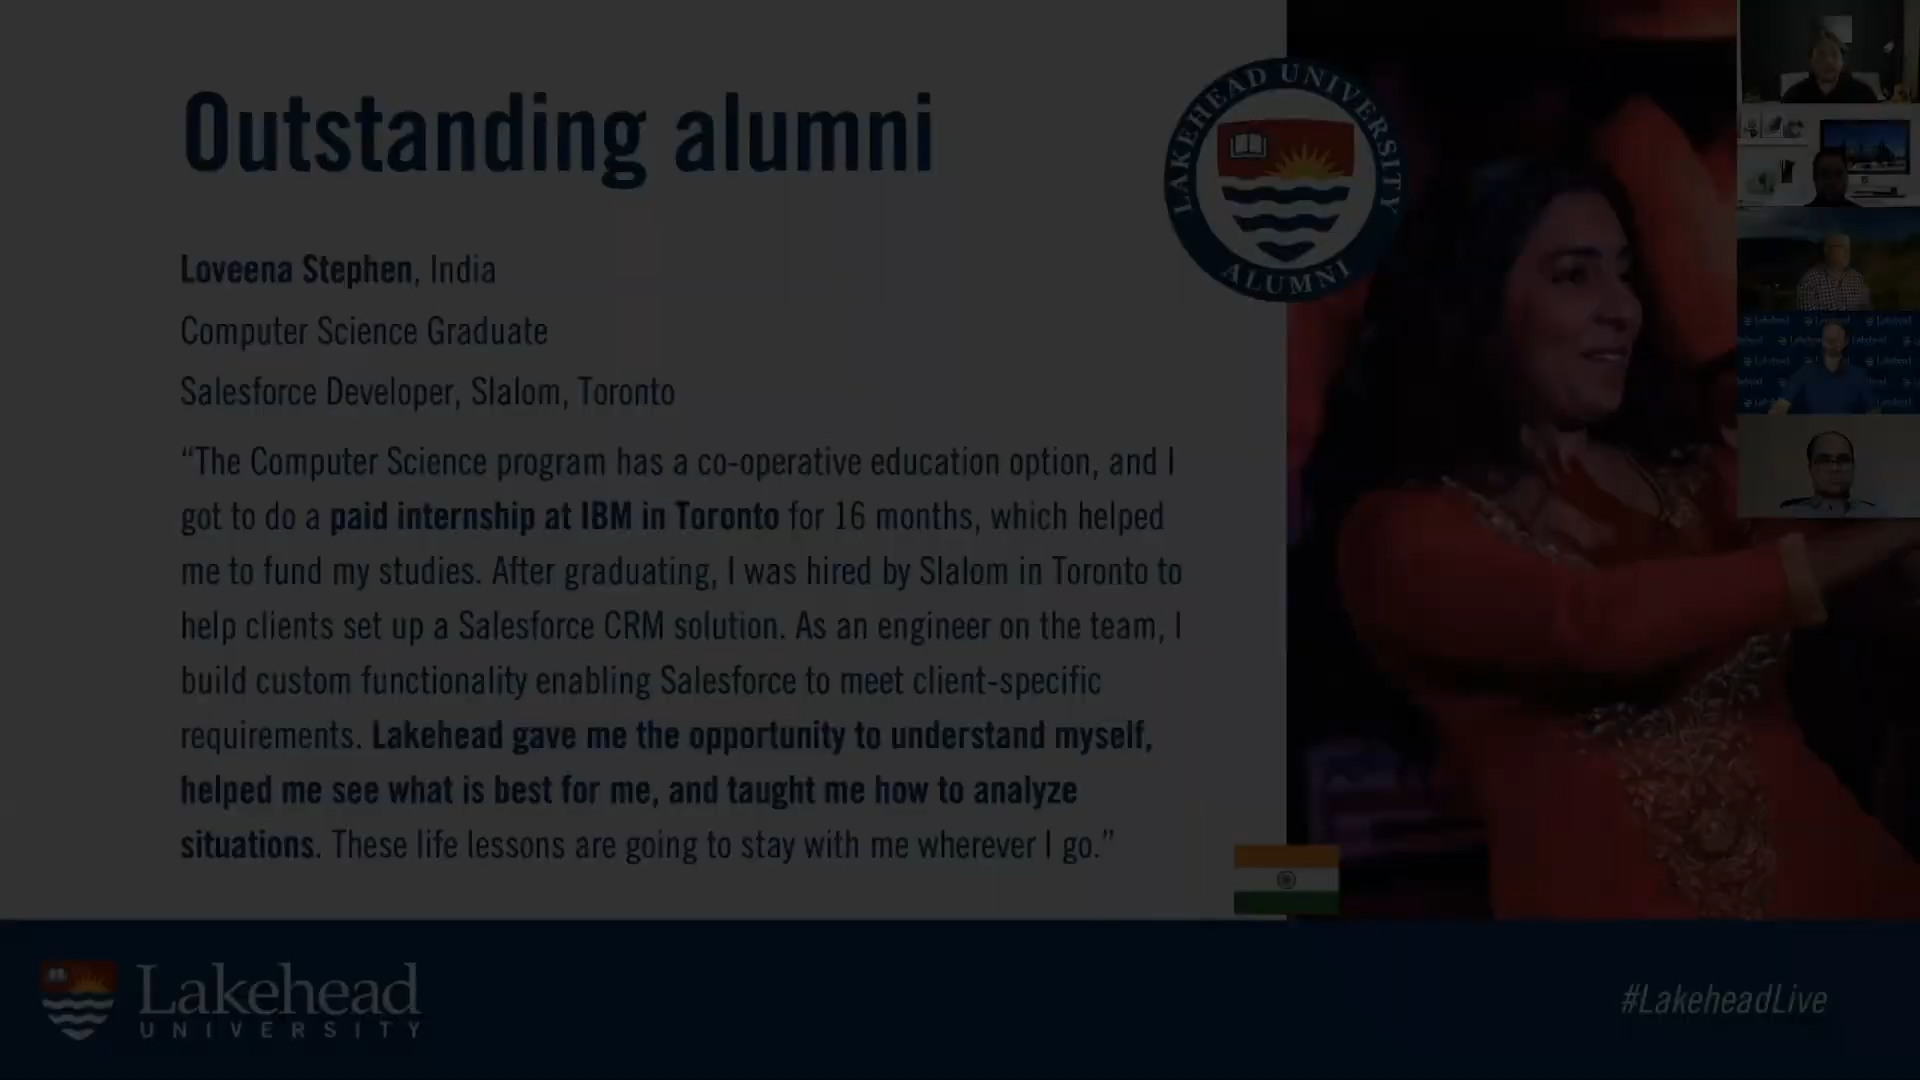 Outstanding alumni
LAKEHEAD UNIVERSITY
ALUMNI
Loveena Stephen, India
Computer Science Graduate
Salesforce Developer, Slalom, Toronto
“The Computer Science program has a co-operative education option, and I
got to do a paid internship at IBM in Toronto for 16 months, which helped
me to fund my studies. After graduating, I was hired by Slalom in Toronto to
help clients set up a Salesforce CRM solution. As an engineer on the team, I
build custom functionality enabling Salesforce to meet client-specific
requirements. Lakehead gave me the opportunity to understand myself,
helped me see what is best for me, and taught me how to analyze
situations. These life lessons are going to stay with me wherever I go.”
Lakehead
UNIVERSITY
#LakeheadLive